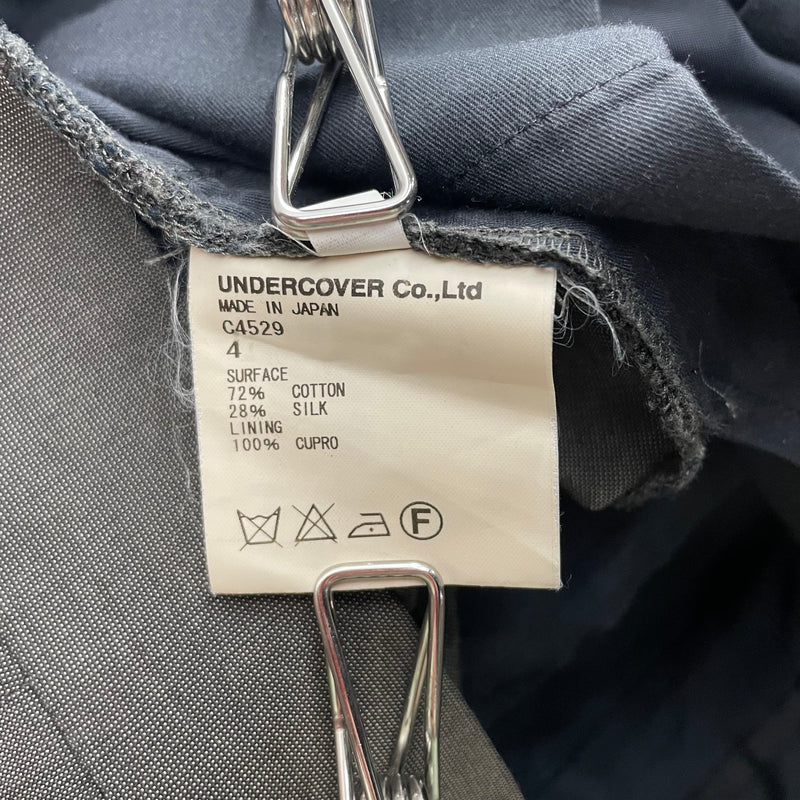 UNDERCOVER Co.,Ltd
MADE IN JAPAN
C4529
4
SURFACE
72% COTTON
28% SILK
LINING
100% CUPRO
F